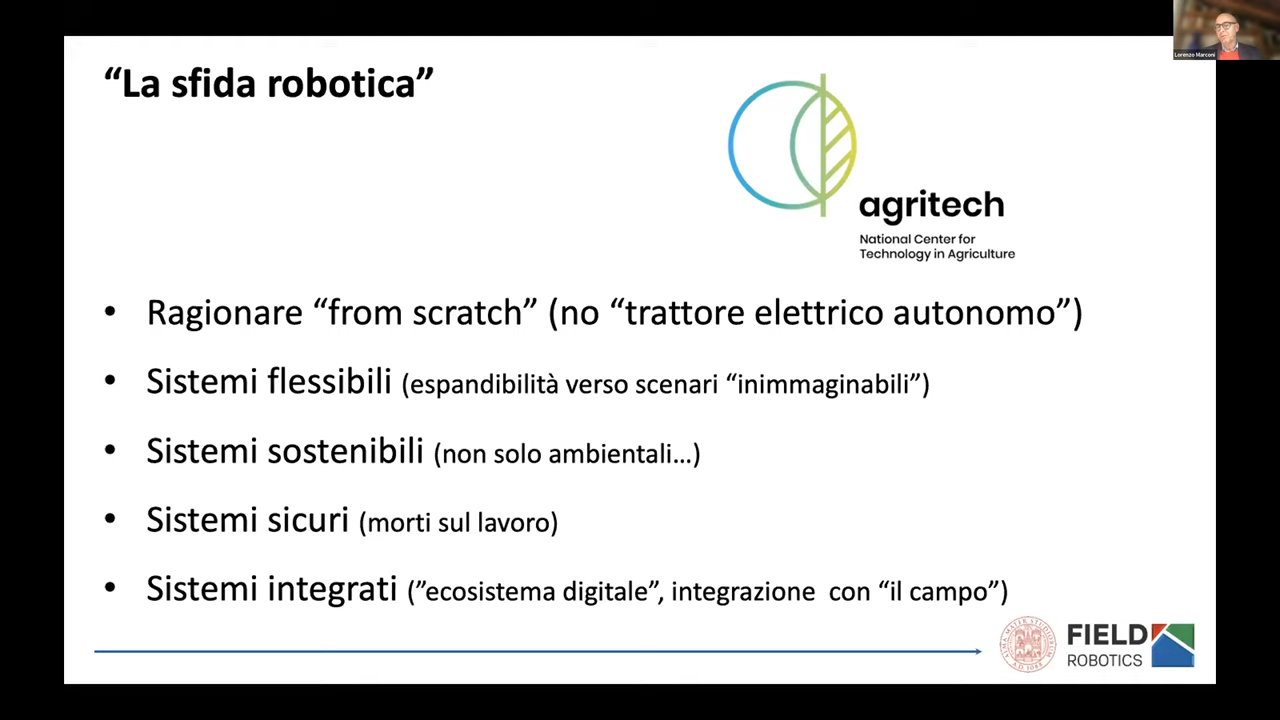 “La sfida robotica”
Lorenzo Marconi
agritech
National Center for
Technology in Agriculture
• Ragionare “from scratch” (no “trattore elettrico autonomo”)
• Sistemi flessibili (espandibilità verso scenari “inimmaginabili”)
• Sistemi sostenibili (non solo ambientali...)
• Sistemi sicuri (morti sul lavoro)
• Sistemi integrati (”ecosistema digitale”, integrazione con “il campo”)
FIELD
ROBOTICS